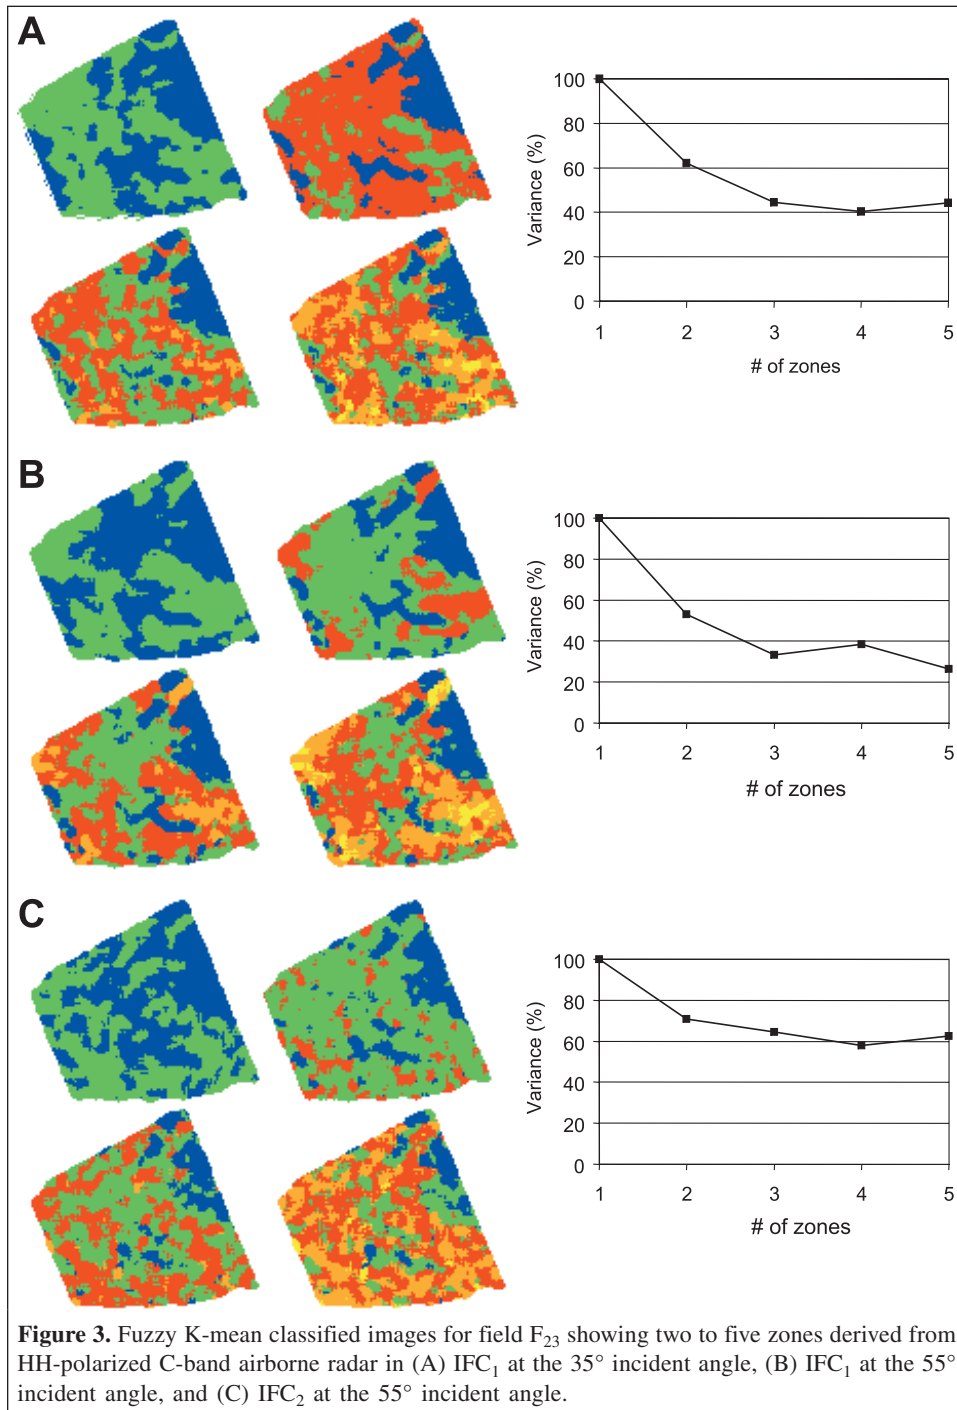 A
100
80
60
40
20
0
Variance (%)
1 2 3 4 5
# of zones
B
100
80
60
40
20
0
Variance (%)
1 2 3 4 5
# of zones
C
100
80
60
40
20
0
Variance (%)
1 2 3 4 5
# of zones
Figure 3. Fuzzy K-mean classified images for field F₂₃ showing two to five zones derived from
HH-polarized C-band airborne radar in (A) IFC₁ at the 35° incident angle, (B) IFC₁ at the 55°
incident angle, and (C) IFC₂ at the 55° incident angle.